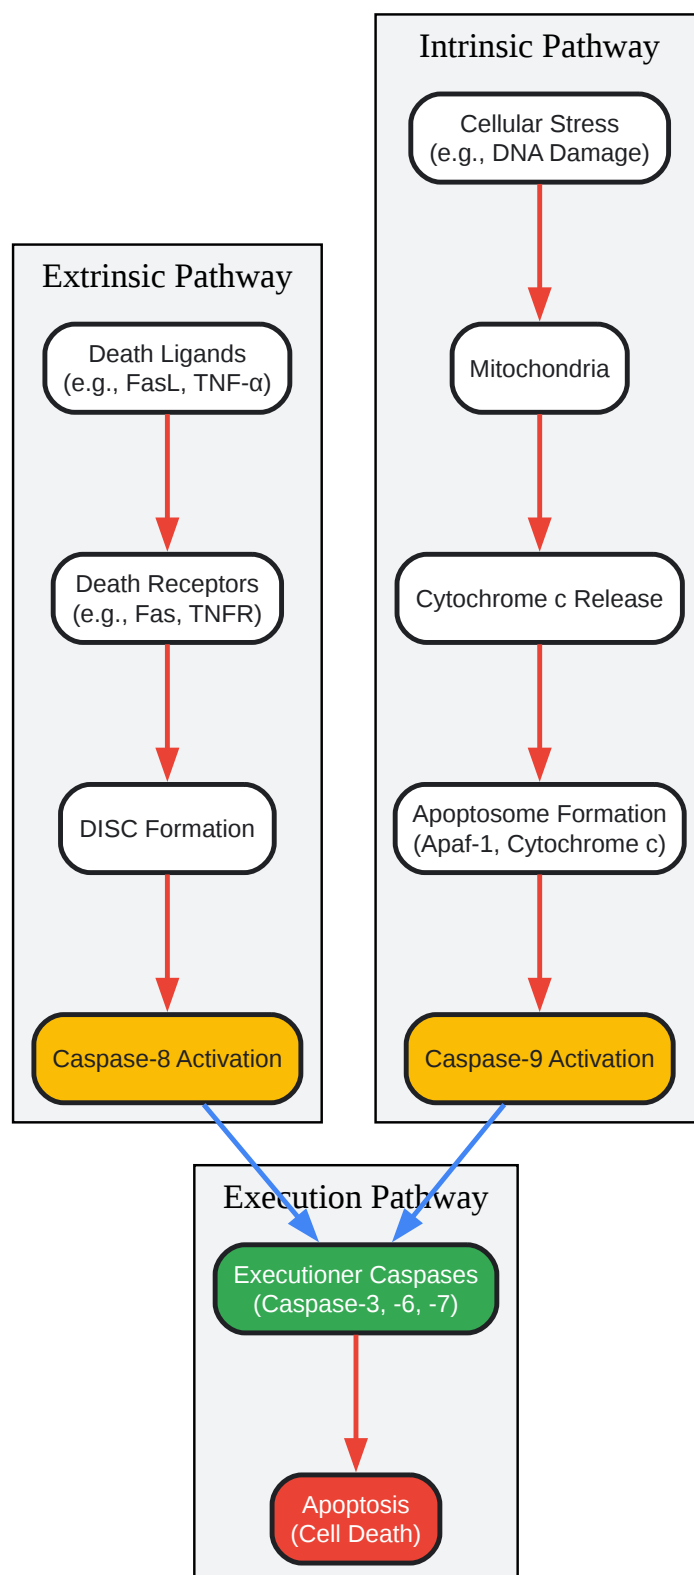 Extrinsic Pathway
Death Ligands
(e.g., FasL, TNF-α)
Death Receptors
(e.g., Fas, TNFR)
DISC Formation
Caspase-8 Activation
Intrinsic Pathway
Cellular Stress
(e.g., DNA Damage)
Mitochondria
Cytochrome c Release
Apoptosome Formation
(Apaf-1, Cytochrome c)
Caspase-9 Activation
Execution Pathway
Executioner Caspases
(Caspase-3, -6, -7)
Apoptosis
(Cell Death)